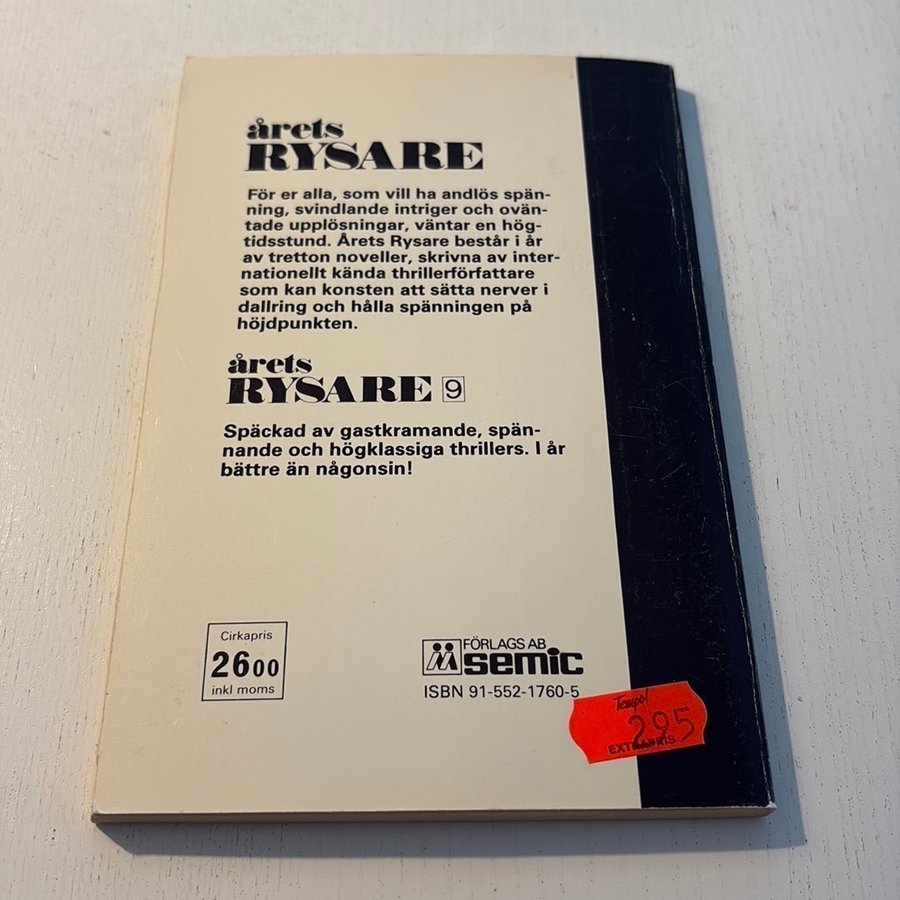 årets
RYSARE
För er alla, som vill ha andlös spän-
ning, svindlande intriger och ovän-
tade upplösningar, väntar en hög-
tidsstund. Årets Rysare består i år
av tretton noveller, skrivna av inter-
nationellt kända thrillerförfattare
som kan konsten att sätta nerver i
dallring och hålla spänningen på
höjdpunkten.
årets
RYSARE 9
Späckad av gastkramande, spän-
nande och högklassiga thrillers. I år
bättre än någonsin!
Cirkapris
2600
inkl moms
FÖRLAGS AB
semic
ISBN 91-552-1760-5
Tempo!
295
EXTRAPRIS